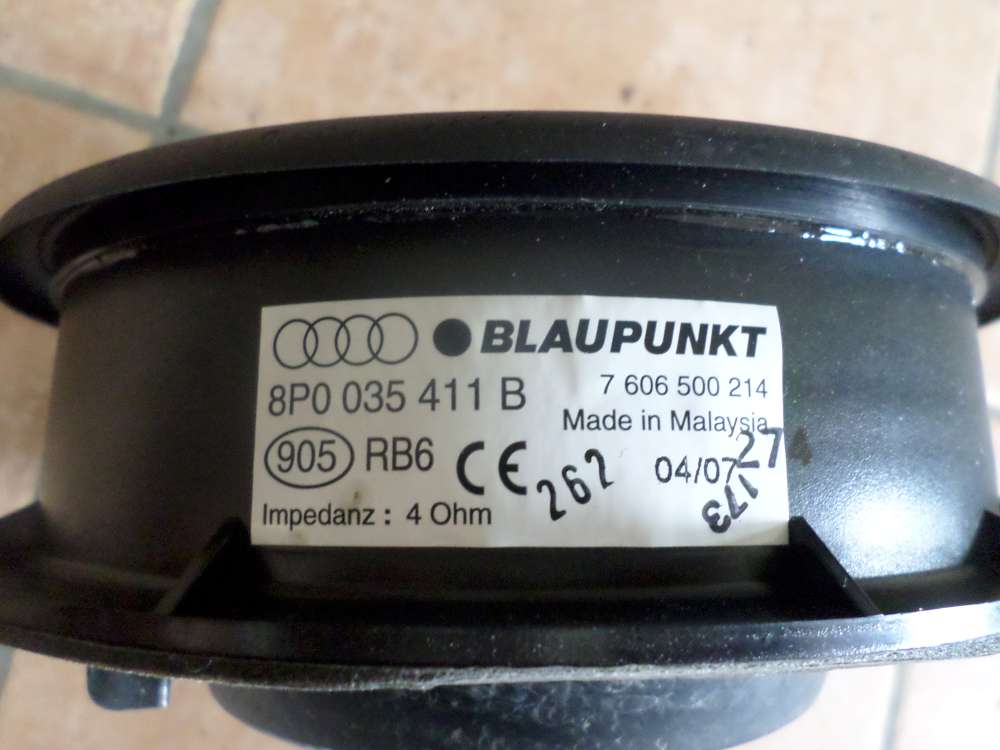 BLAUPUNKT
8P0 035 411 B
7 606 500 214
Made in Malaysia
905 RB6 CE
262
04/07
27
173
Impedanz : 4 Ohm